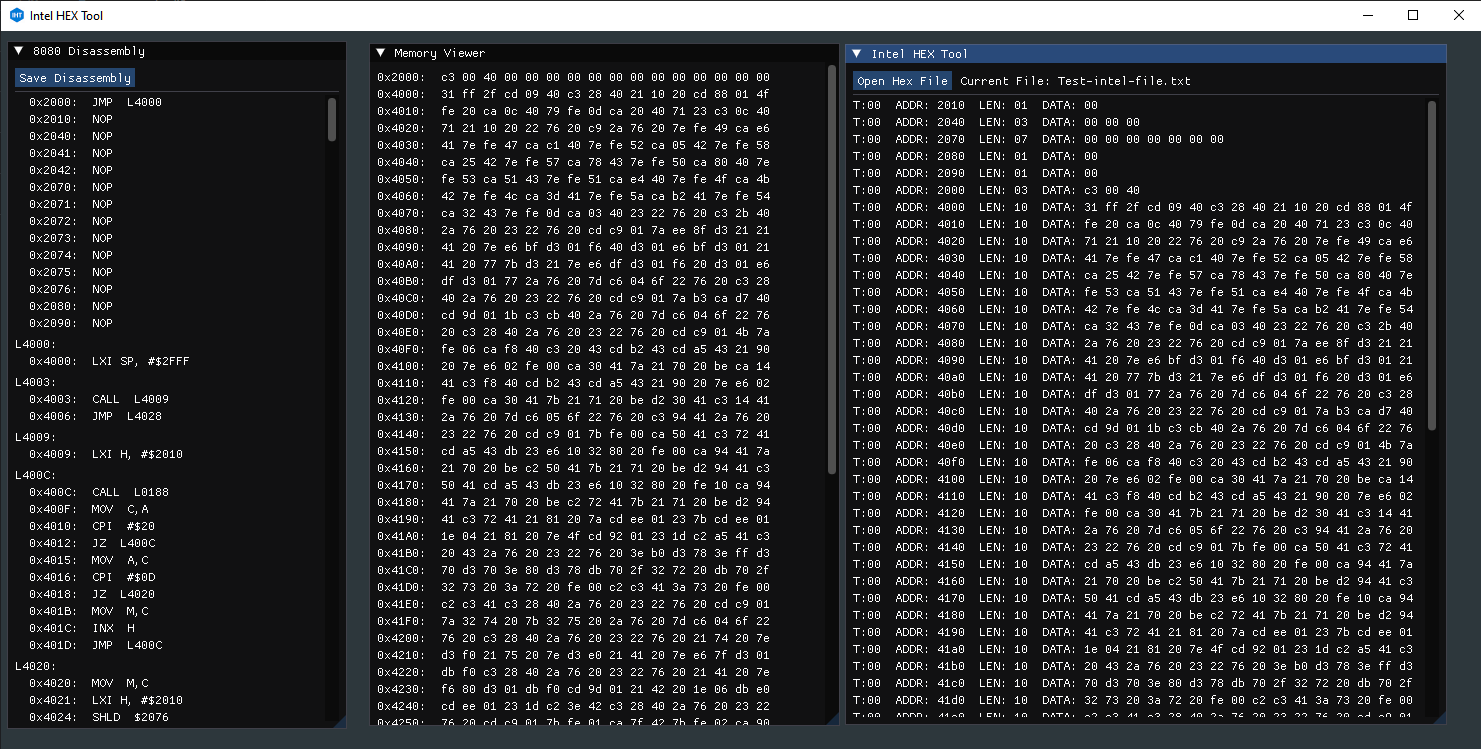 IHT Intel HEX Tool
8080 Disassembly
Save Disassembly
0x2000: JMP L4000
0x2010: NOP
0x2040: NOP
0x2041: NOP
0x2042: NOP
0x2070: NOP
0x2071: NOP
0x2072: NOP
0x2073: NOP
0x2074: NOP
0x2075: NOP
0x2076: NOP
0x2080: NOP
0x2090: NOP
L4000:
0x4000: LXI SP, #$2FFF
L4003:
0x4003: CALL L4009
0x4006: JMP L4028
L4009:
0x4009: LXI H, #$2010
L400C:
0x400C: CALL L0188
0x400F: MOV C,A
0x4010: CPI #$20
0x4012: JZ L400C
0x4015: MOV A,C
0x4016: CPI #$0D
0x4018: JZ L4020
0x401B: MOV M,C
0x401C: INX H
0x401D: JMP L400C
L4020:
0x4020: MOV M,C
0x4021: LXI H, #$2010
0x4024: SHLD $2076
Memory Viewer
0x2000: c3 00 40 00 00 00 00 00 00 00 00 00 00 00 00 00
0x4000: 31 ff 2f cd 09 40 c3 28 40 21 10 20 cd 88 01 4f
0x4010: fe 20 ca 0c 40 79 fe 0d ca 20 40 71 23 c3 0c 40
0x4020: 71 21 10 20 22 76 20 c9 2a 76 20 7e fe 49 ca e6
0x4030: 41 7e fe 47 ca c1 40 7e fe 52 ca 05 42 7e fe 58
0x4040: ca 25 42 7e fe 57 ca 78 43 7e fe 50 ca 80 40 7e
0x4050: fe 53 ca 51 43 7e fe 51 ca e4 40 7e fe 4f ca 4b
0x4060: 42 7e fe 4c ca 3d 41 7e fe 5a ca b2 41 7e fe 54
0x4070: ca 32 43 7e fe 0d ca 03 40 23 22 76 20 c3 2b 40
0x4080: 2a 76 20 23 22 76 20 cd c9 01 7a ee 8f d3 21 21
0x4090: 41 20 7e e6 bf d3 01 f6 40 d3 01 e6 bf d3 01 21
0x40A0: 41 20 77 7b d3 21 7e e6 df d3 01 f6 20 d3 01 e6
0x40B0: df d3 01 77 2a 76 20 7d c6 04 6f 22 76 20 c3 28
0x40C0: 40 2a 76 20 23 22 76 20 cd c9 01 7a b3 ca d7 40
0x40D0: cd 9d 01 1b c3 cb 40 2a 76 20 7d c6 04 6f 22 76
0x40E0: 20 c3 28 40 2a 76 20 23 22 76 20 cd c9 01 4b 7a
0x40F0: fe 06 ca f8 40 c3 20 43 cd b2 43 cd a5 43 21 90
0x4100: 20 7e e6 02 fe 00 ca 30 41 7a 21 70 20 be ca 14
0x4110: 41 c3 f8 40 cd b2 43 cd a5 43 21 90 20 7e e6 02
0x4120: fe 00 ca 30 41 7b 21 71 20 be d2 30 41 c3 14 41
0x4130: 2a 76 20 7d c6 05 6f 22 76 20 c3 94 41 2a 76 20
0x4140: 23 22 76 20 cd c9 01 7b fe 00 ca 50 41 c3 72 41
0x4150: cd a5 43 db 23 e6 10 32 80 20 fe 00 ca 94 41 7a
0x4160: 21 70 20 be c2 50 41 7b 21 71 20 be d2 94 41 c3
0x4170: 50 41 cd a5 43 db 23 e6 10 32 80 20 fe 10 ca 94
0x4180: 41 7a 21 70 20 be c2 72 41 7b 21 71 20 be d2 94
0x4190: 41 c3 72 41 21 81 20 7a cd ee 01 23 7b cd ee 01
0x41A0: 1e 04 21 81 20 7e 4f cd 92 01 23 1d c2 a5 41 c3
0x41B0: 20 43 2a 76 20 23 22 76 20 3e b0 d3 78 3e ff d3
0x41C0: 70 d3 70 3e 80 d3 78 db 70 2f 32 72 20 db 70 2f
0x41D0: 32 73 20 3a 72 20 fe 00 c2 c3 41 3a 73 20 fe 00
0x41E0: c2 c3 41 c3 28 40 2a 76 20 23 22 76 20 cd c9 01
0x41F0: 7a 32 74 20 7b 32 75 20 2a 76 20 7d c6 04 6f 22
0x4200: 76 20 c3 28 40 2a 76 20 23 22 76 20 21 74 20 7e
0x4210: d3 f0 21 75 20 7e d3 e0 21 41 20 7e e6 7f d3 01
0x4220: db f0 c3 28 40 2a 76 20 23 22 76 20 21 41 20 7e
0x4230: f6 80 d3 01 db f0 cd 9d 01 21 42 20 1e 06 db e0
0x4240: cd ee 01 23 1d c2 3e 42 c3 28 40 2a 76 20 23 22
0x4250: 76 20 cd c9 01 7b fe 01 ca 7f 42 7b fe 02 ca 90
Intel HEX Tool
Open Hex File Current File: Test-intel-file.txt
T:00 ADDR: 2010 LEN: 01 DATA: 00
T:00 ADDR: 2040 LEN: 03 DATA: 00 00 00
T:00 ADDR: 2070 LEN: 07 DATA: 00 00 00 00 00 00 00
T:00 ADDR: 2080 LEN: 01 DATA: 00
T:00 ADDR: 2090 LEN: 01 DATA: 00
T:00 ADDR: 2000 LEN: 03 DATA: c3 00 40
T:00 ADDR: 4000 LEN: 10 DATA: 31 ff 2f cd 09 40 c3 28 40 21 10 20 cd 88 01 4f
T:00 ADDR: 4010 LEN: 10 DATA: fe 20 ca 0c 40 79 fe 0d ca 20 40 71 23 c3 0c 40
T:00 ADDR: 4020 LEN: 10 DATA: 71 21 10 20 22 76 20 c9 2a 76 20 7e fe 49 ca e6
T:00 ADDR: 4030 LEN: 10 DATA: 41 7e fe 47 ca c1 40 7e fe 52 ca 05 42 7e fe 58
T:00 ADDR: 4040 LEN: 10 DATA: ca 25 42 7e fe 57 ca 78 43 7e fe 50 ca 80 40 7e
T:00 ADDR: 4050 LEN: 10 DATA: fe 53 ca 51 43 7e fe 51 ca e4 40 7e fe 4f ca 4b
T:00 ADDR: 4060 LEN: 10 DATA: 42 7e fe 4c ca 3d 41 7e fe 5a ca b2 41 7e fe 54
T:00 ADDR: 4070 LEN: 10 DATA: ca 32 43 7e fe 0d ca 03 40 23 22 76 20 c3 2b 40
T:00 ADDR: 4080 LEN: 10 DATA: 2a 76 20 23 22 76 20 cd c9 01 7a ee 8f d3 21 21
T:00 ADDR: 4090 LEN: 10 DATA: 41 20 7e e6 bf d3 01 f6 40 d3 01 e6 bf d3 01 21
T:00 ADDR: 40a0 LEN: 10 DATA: 41 20 77 7b d3 21 7e e6 df d3 01 f6 20 d3 01 e6
T:00 ADDR: 40b0 LEN: 10 DATA: df d3 01 77 2a 76 20 7d c6 04 6f 22 76 20 c3 28
T:00 ADDR: 40c0 LEN: 10 DATA: 40 2a 76 20 23 22 76 20 cd c9 01 7a b3 ca d7 40
T:00 ADDR: 40d0 LEN: 10 DATA: cd 9d 01 1b c3 cb 40 2a 76 20 7d c6 04 6f 22 76
T:00 ADDR: 40e0 LEN: 10 DATA: 20 c3 28 40 2a 76 20 23 22 76 20 cd c9 01 4b 7a
T:00 ADDR: 40f0 LEN: 10 DATA: fe 06 ca f8 40 c3 20 43 cd b2 43 cd a5 43 21 90
T:00 ADDR: 4100 LEN: 10 DATA: 20 7e e6 02 fe 00 ca 30 41 7a 21 70 20 be ca 14
T:00 ADDR: 4110 LEN: 10 DATA: 41 c3 f8 40 cd b2 43 cd a5 43 21 90 20 7e e6 02
T:00 ADDR: 4120 LEN: 10 DATA: fe 00 ca 30 41 7b 21 71 20 be d2 30 41 c3 14 41
T:00 ADDR: 4130 LEN: 10 DATA: 2a 76 20 7d c6 05 6f 22 76 20 c3 94 41 2a 76 20
T:00 ADDR: 4140 LEN: 10 DATA: 23 22 76 20 cd c9 01 7b fe 00 ca 50 41 c3 72 41
T:00 ADDR: 4150 LEN: 10 DATA: cd a5 43 db 23 e6 10 32 80 20 fe 00 ca 94 41 7a
T:00 ADDR: 4160 LEN: 10 DATA: 21 70 20 be c2 50 41 7b 21 71 20 be d2 94 41 c3
T:00 ADDR: 4170 LEN: 10 DATA: 50 41 cd a5 43 db 23 e6 10 32 80 20 fe 10 ca 94
T:00 ADDR: 4180 LEN: 10 DATA: 41 7a 21 70 20 be c2 72 41 7b 21 71 20 be d2 94
T:00 ADDR: 4190 LEN: 10 DATA: 41 c3 72 41 21 81 20 7a cd ee 01 23 7b cd ee 01
T:00 ADDR: 41a0 LEN: 10 DATA: 1e 04 21 81 20 7e 4f cd 92 01 23 1d c2 a5 41 c3
T:00 ADDR: 41b0 LEN: 10 DATA: 20 43 2a 76 20 23 22 76 20 3e b0 d3 78 3e ff d3
T:00 ADDR: 41c0 LEN: 10 DATA: 70 d3 70 3e 80 d3 78 db 70 2f 32 72 20 db 70 2f
T:00 ADDR: 41d0 LEN: 10 DATA: 32 73 20 3a 72 20 fe 00 c2 c3 41 3a 73 20 fe 00
T:00 ADDR: 41e0 LEN: 10 DATA: c2 c3 41 c3 28 40 2a 76 20 23 22 76 20 cd c9 01